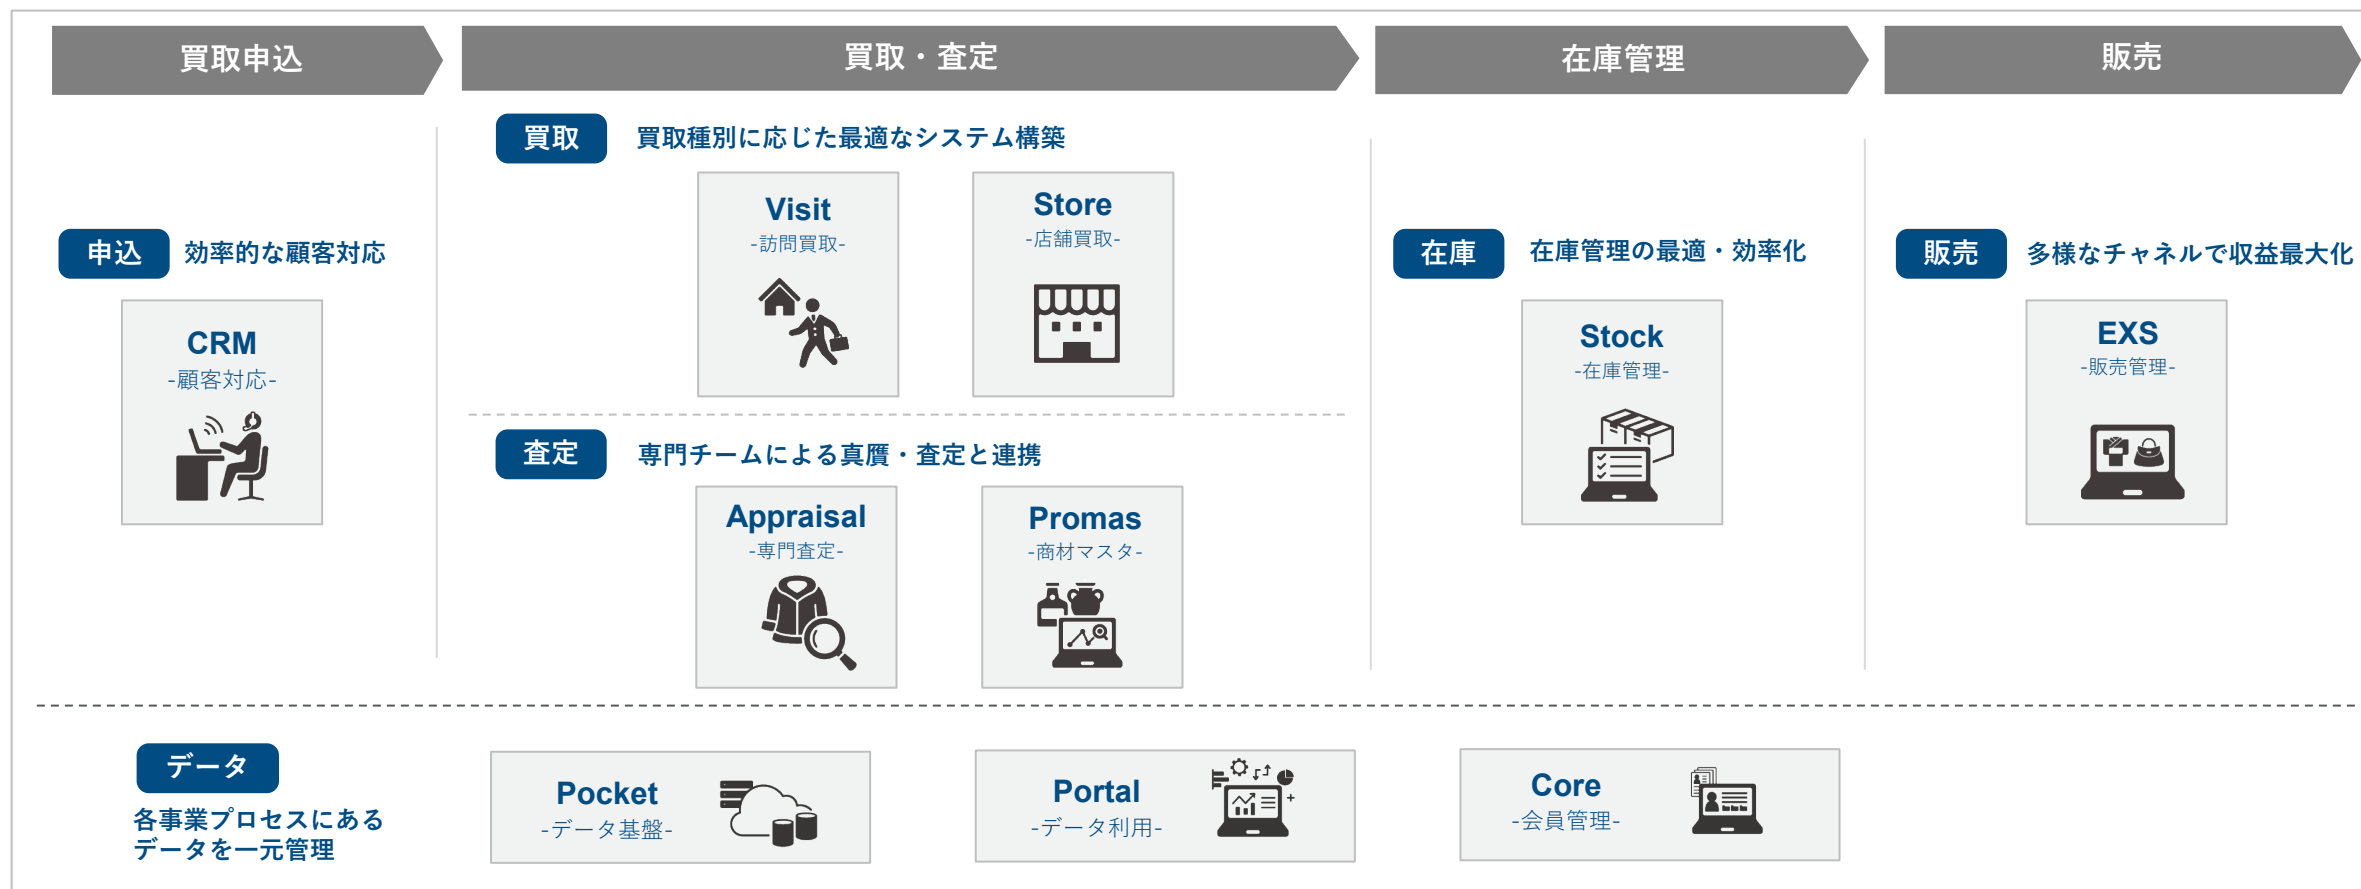 買取申込
買取・査定
在庫管理
販売
買取
買取種別に応じた最適なシステム構築
Visit
-訪問買取-
Store
-店舗買取-
申込
効率的な顧客対応
CRM
-顧客対応-
査定
専門チームによる真贋・査定と連携
Appraisal
-専門査定-
Promas
-商材マスタ-
在庫
在庫管理の最適・効率化
Stock
-在庫管理-
販売
多様なチャネルで収益最大化
EXS
-販売管理-
データ
各事業プロセスにある
データを一元管理
Pocket
-データ基盤-
Portal
-データ利用-
Core
-会員管理-